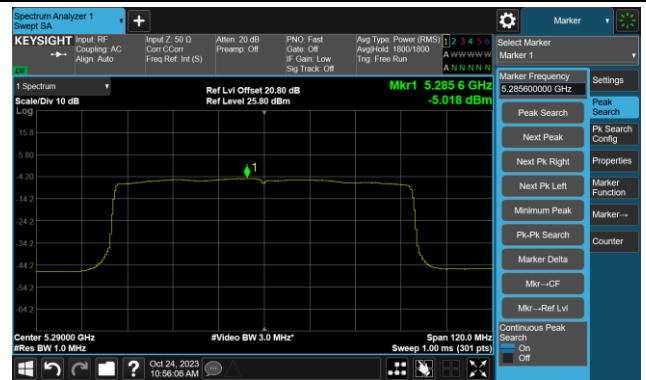 Spectrum Analyzer 1
Swept SA
Marker
KEYSIGHT
Input: RF
Coupling: AC
Align: Auto
Input Z: 50 Ω
Corr CCorr
Freq Ref: Int (S)
Atten: 20 dB
Preamp: Off
PNO: Fast
Gate: Off
IF Gain: Low
Sig Track: Off
Avg Type: Power (RMS)
Avg|Hold: 1800/1800
Trig: Free Run
1 2 3 4 5 6
A W W W W W
A N N N N N
LW
Select Marker
Marker 1
1 Spectrum
Scale/Div 10 dB
Log
Ref Lvl Offset 20.80 dB
Ref Level 25.80 dBm
Mkr1 5.285 6 GHz
-5.018 dBm
15.8
5.80
-4.20
-14.2
-24.2
-34.2
-44.2
-54.2
-64.2
1
Center 5.29000 GHz
#Res BW 1.0 MHz
#Video BW 3.0 MHz*
Span 120.0 MHz
Sweep 1.00 ms (301 pts)
Marker Frequency
5.285600000 GHz
Peak Search
Next Peak
Next Pk Right
Next Pk Left
Minimum Peak
Pk-Pk Search
Marker Delta
Mkr→CF
Mkr→Ref Lvl
Continuous Peak
Search
On
Off
Settings
Peak
Search
Pk Search
Config
Properties
Marker
Function
Marker→
Counter
Oct 24, 2023
10:56:06 AM